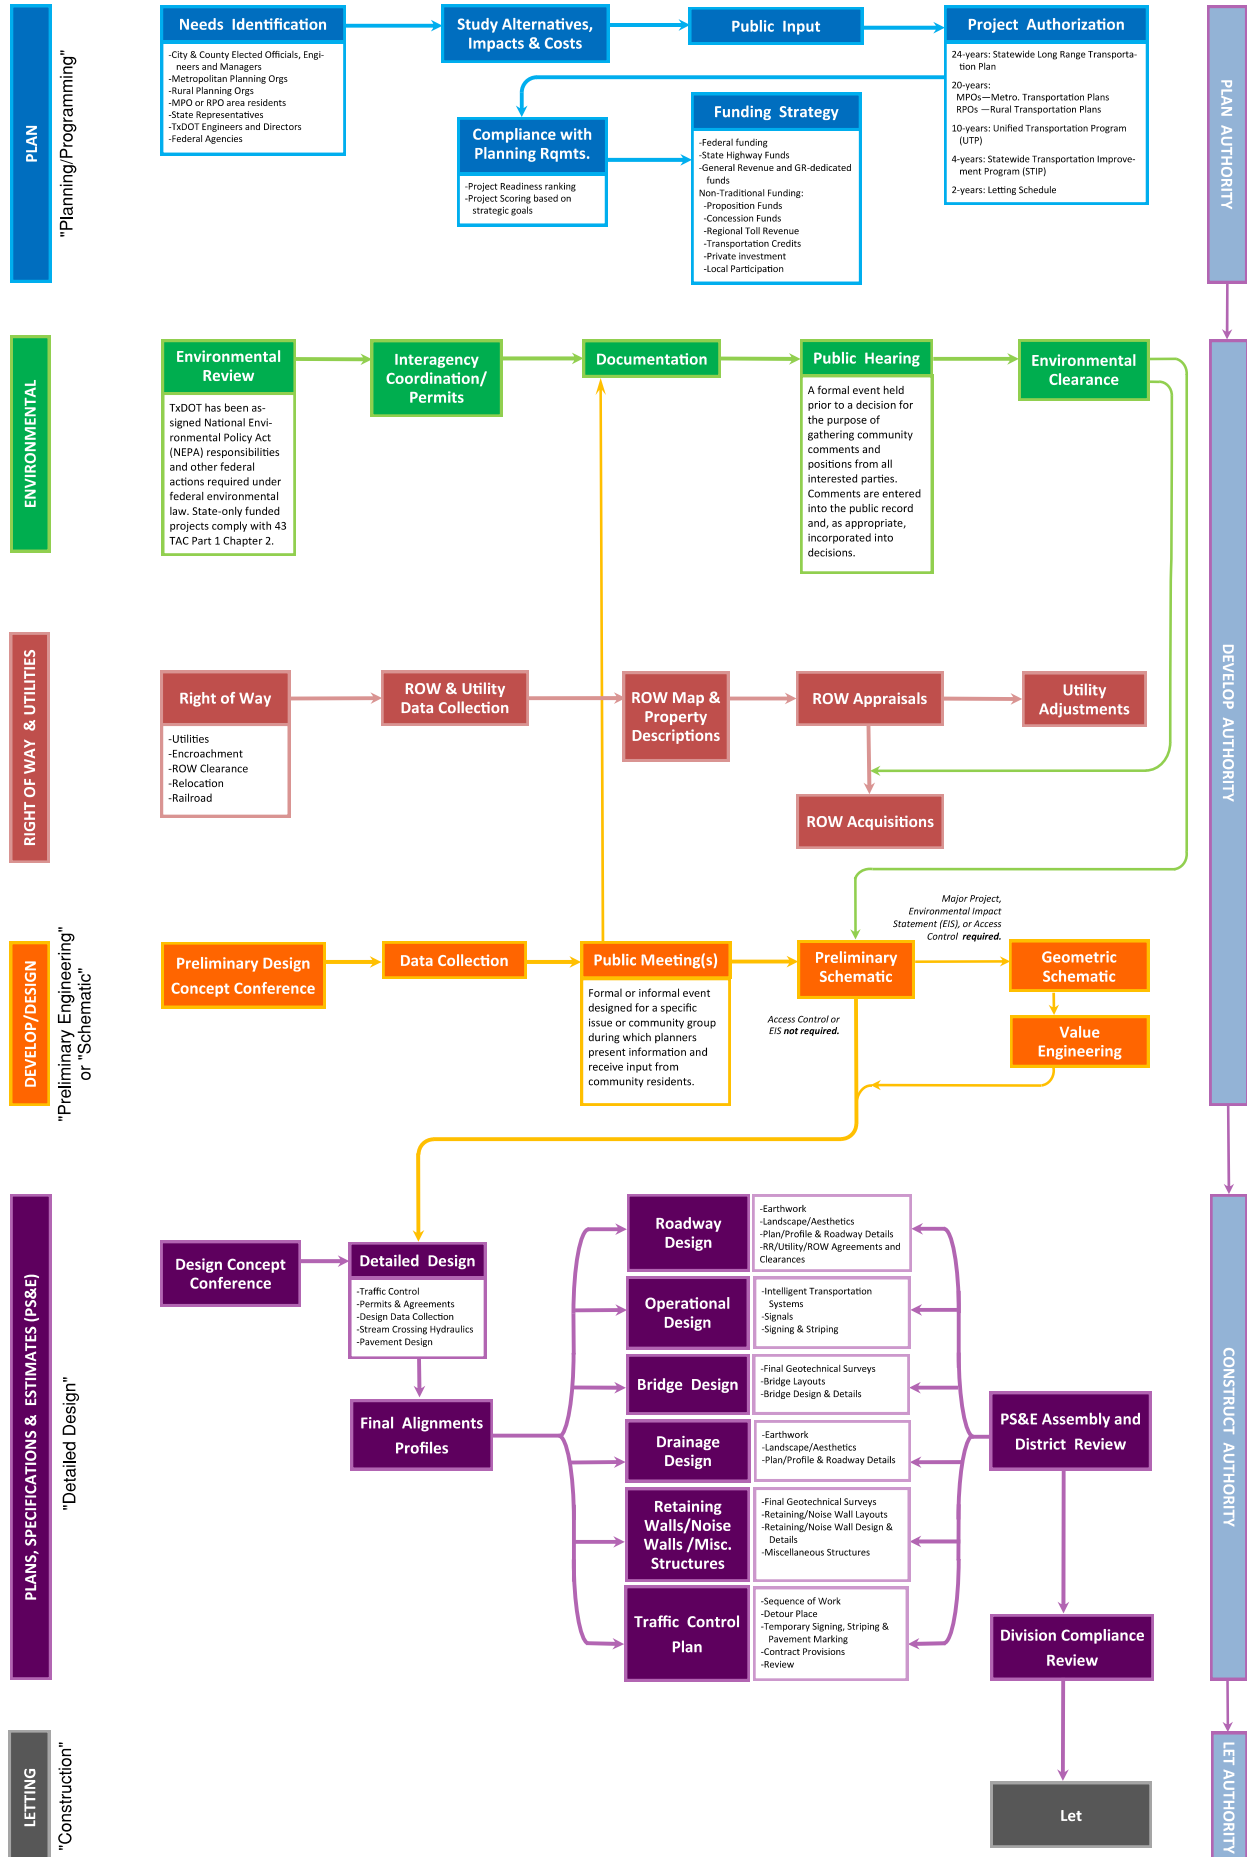 PLAN
"Planning/Programming"
Needs Identification
-City & County Elected Officials, Engi-
neers and Managers
-Metropolitan Planning Orgs
-Rural Planning Orgs
-MPO or RPO area residents
-State Representatives
-TxDOT Engineers and Directors
-Federal Agencies
Study Alternatives,
Impacts & Costs
Public Input
Project Authorization
24-years: Statewide Long Range Transporta-
tion Plan
20-years:
MPOs—Metro. Transportation Plans
RPOs —Rural Transportation Plans
10-years: Unified Transportation Program
(UTP)
4-years: Statewide Transportation Improve-
ment Program (STIP)
2-years: Letting Schedule
Compliance with
Planning Rqmts.
-Project Readiness ranking
-Project Scoring based on
strategic goals
Funding Strategy
-Federal funding
-State Highway Funds
-General Revenue and GR-dedicated
funds
Non-Traditional Funding:
-Proposition Funds
-Concession Funds
-Regional Toll Revenue
-Transportation Credits
-Private investment
-Local Participation
PLAN AUTHORITY
ENVIRONMENTAL
Environmental
Review
TxDOT has been as-
signed National Envi-
ronmental Policy Act
(NEPA) responsibilities
and other federal
actions required under
federal environmental
law. State-only funded
projects comply with 43
TAC Part 1 Chapter 2.
Interagency
Coordination/
Permits
Documentation
Public Hearing
A formal event held
prior to a decision for
the purpose of
gathering community
comments and
positions from all
interested parties.
Comments are entered
into the public record
and, as appropriate,
incorporated into
decisions.
Environmental
Clearance
DEVELOP AUTHORITY
RIGHT OF WAY & UTILITIES
Right of Way
-Utilities
-Encroachment
-ROW Clearance
-Relocation
-Railroad
ROW & Utility
Data Collection
ROW Map &
Property
Descriptions
ROW Appraisals
Utility
Adjustments
ROW Acquisitions
DEVELOP/DESIGN
"Preliminary Engineering"
or "Schematic"
Preliminary Design
Concept Conference
Data Collection
Public Meeting(s)
Formal or informal event
designed for a specific
issue or community group
during which planners
present information and
receive input from
community residents.
Preliminary
Schematic
Major Project,
Environmental Impact
Statement (EIS), or Access
Control required.
Geometric
Schematic
Access Control or
EIS not required.
Value
Engineering
PLANS, SPECIFICATIONS & ESTIMATES (PS&E)
"Detailed Design"
Design Concept
Conference
Detailed Design
-Traffic Control
-Permits & Agreements
-Design Data Collection
-Stream Crossing Hydraulics
-Pavement Design
Final Alignments
Profiles
Roadway
Design
-Earthwork
-Landscape/Aesthetics
-Plan/Profile & Roadway Details
-RR/Utility/ROW Agreements and
Clearances
Operational
Design
-Intelligent Transportation
Systems
-Signals
-Signing & Striping
Bridge Design
-Final Geotechnical Surveys
-Bridge Layouts
-Bridge Design & Details
Drainage
Design
-Earthwork
-Landscape/Aesthetics
-Plan/Profile & Roadway Details
Retaining
Walls/Noise
Walls /Misc.
Structures
-Final Geotechnical Surveys
-Retaining/Noise Wall Layouts
-Retaining/Noise Wall Design &
Details
-Miscellaneous Structures
Traffic Control
Plan
-Sequence of Work
-Detour Place
-Temporary Signing, Striping &
Pavement Marking
-Contract Provisions
-Review
PS&E Assembly and
District Review
Division Compliance
Review
CONSTRUCT AUTHORITY
LETTING
"Construction"
Let
LET AUTHORITY